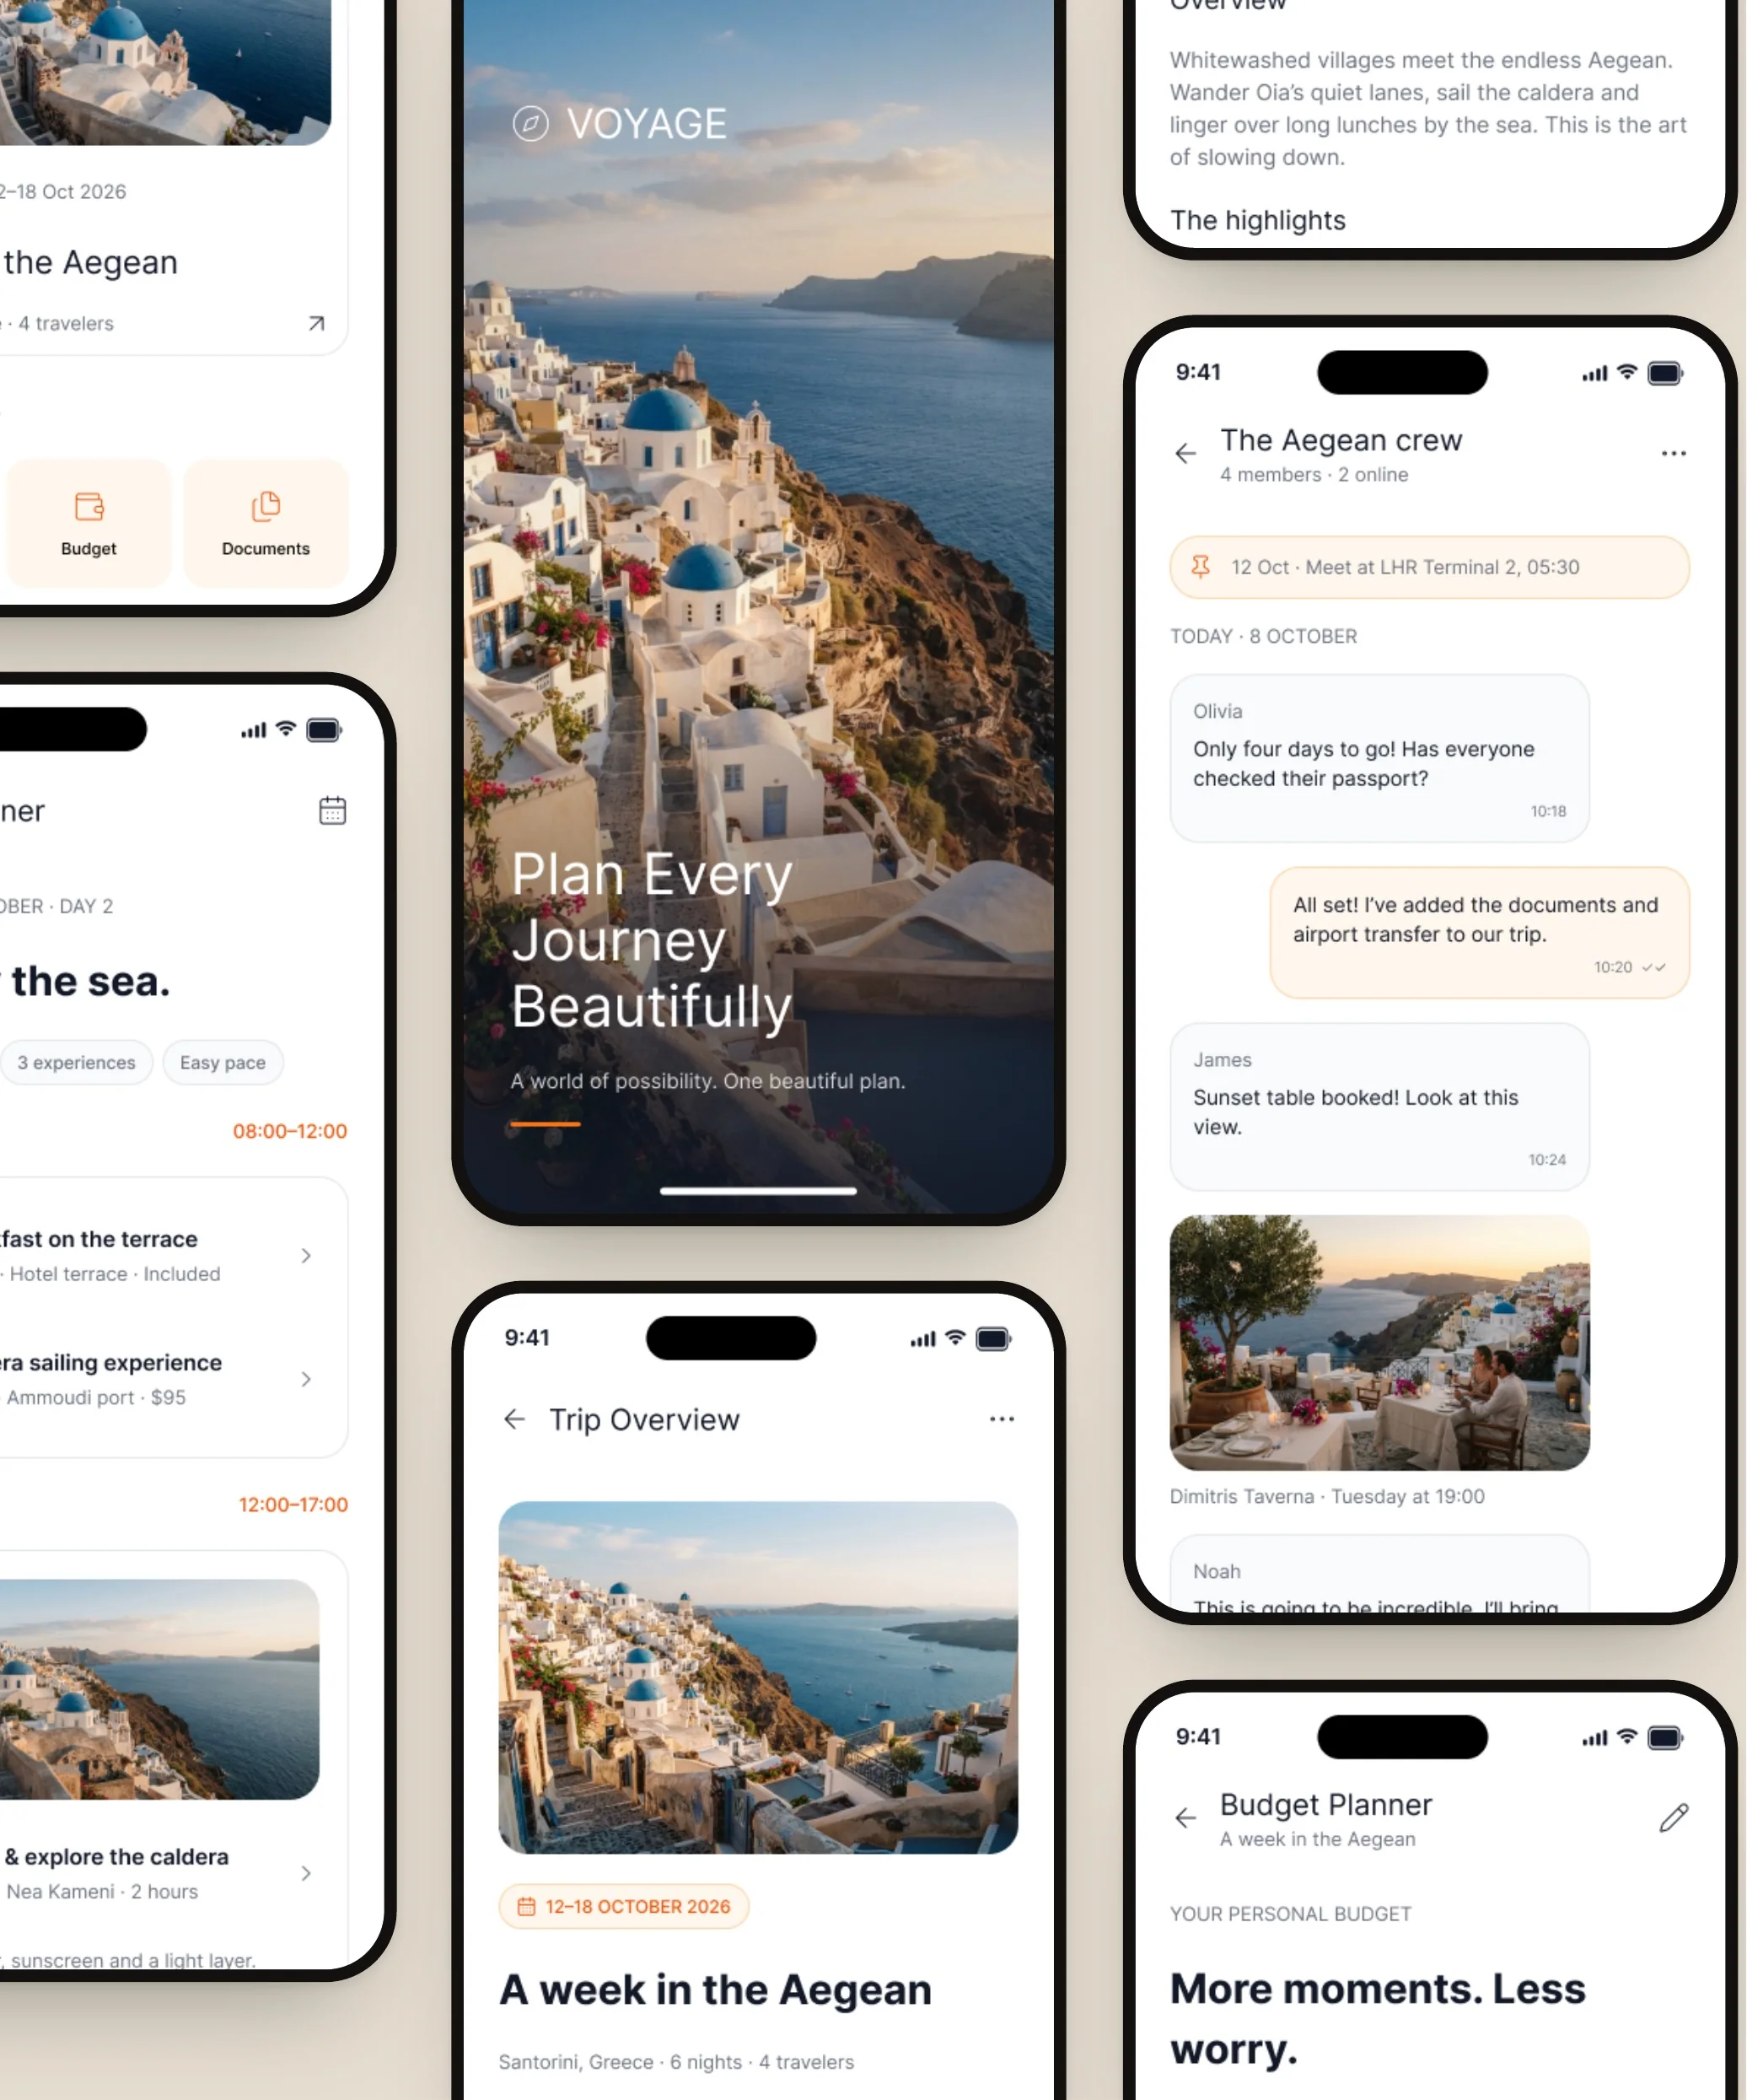 2–18 Oct 2026
the Aegean
· 4 travelers
Budget
Documents
ner
OBER · DAY 2
the sea.
3 experiences
Easy pace
08:00–12:00
fast on the terrace
· Hotel terrace · Included
era sailing experience
Ammoudi port · $95
12:00–17:00
& explore the caldera
Nea Kameni · 2 hours
, sunscreen and a light layer.
VOYAGE
Plan Every
Journey
Beautifully
A world of possibility. One beautiful plan.
9:41
Trip Overview
12–18 OCTOBER 2026
A week in the Aegean
Santorini, Greece · 6 nights · 4 travelers
Overview
Whitewashed villages meet the endless Aegean.
Wander Oia’s quiet lanes, sail the caldera and
linger over long lunches by the sea. This is the art
of slowing down.
The highlights
9:41
The Aegean crew
4 members · 2 online
12 Oct · Meet at LHR Terminal 2, 05:30
TODAY · 8 OCTOBER
Olivia
Only four days to go! Has everyone
checked their passport?
10:18
All set! I’ve added the documents and
airport transfer to our trip.
10:20
James
Sunset table booked! Look at this
view.
10:24
Dimitris Taverna · Tuesday at 19:00
Noah
This is going to be incredible. I’ll bring
9:41
Budget Planner
A week in the Aegean
YOUR PERSONAL BUDGET
More moments. Less
worry.